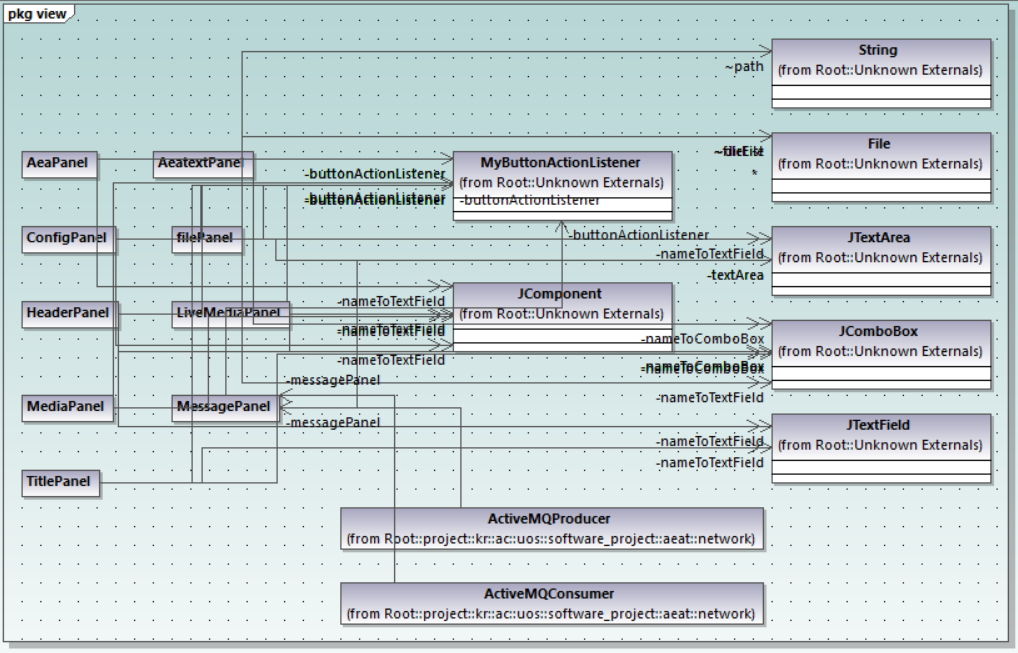 pkg view
String
(from Root::Unknown Externals)
~path
File
(from Root::Unknown Externals)
*
AeaPanel
AeatextPanel
MyButtonActionListener
(from Root::Unknown Externals)
-buttonActionListener
-buttonActionListener
-buttonActionListener
-buttonActionListener
ConfigPanel
filePanel
JTextArea
(from Root::Unknown Externals)
-nameToTextField
-textArea
HeaderPanel
LiveMediaPanel
JComponent
(from Root::Unknown Externals)
-nameToTextField
-nameToTextField
-nameToTextField
JComboBox
(from Root::Unknown Externals)
-nameToComboBox
-nameToComboBox
-nameToTextField
MediaPanel
MessagePanel
-messagePanel
-messagePanel
JTextField
(from Root::Unknown Externals)
-nameToTextField
-nameToTextField
TitlePanel
ActiveMQProducer
(from Root::project::kr::ac::uos::software_project::aeat::network)
ActiveMQConsumer
(from Root::project::kr::ac::uos::software_project::aeat::network)